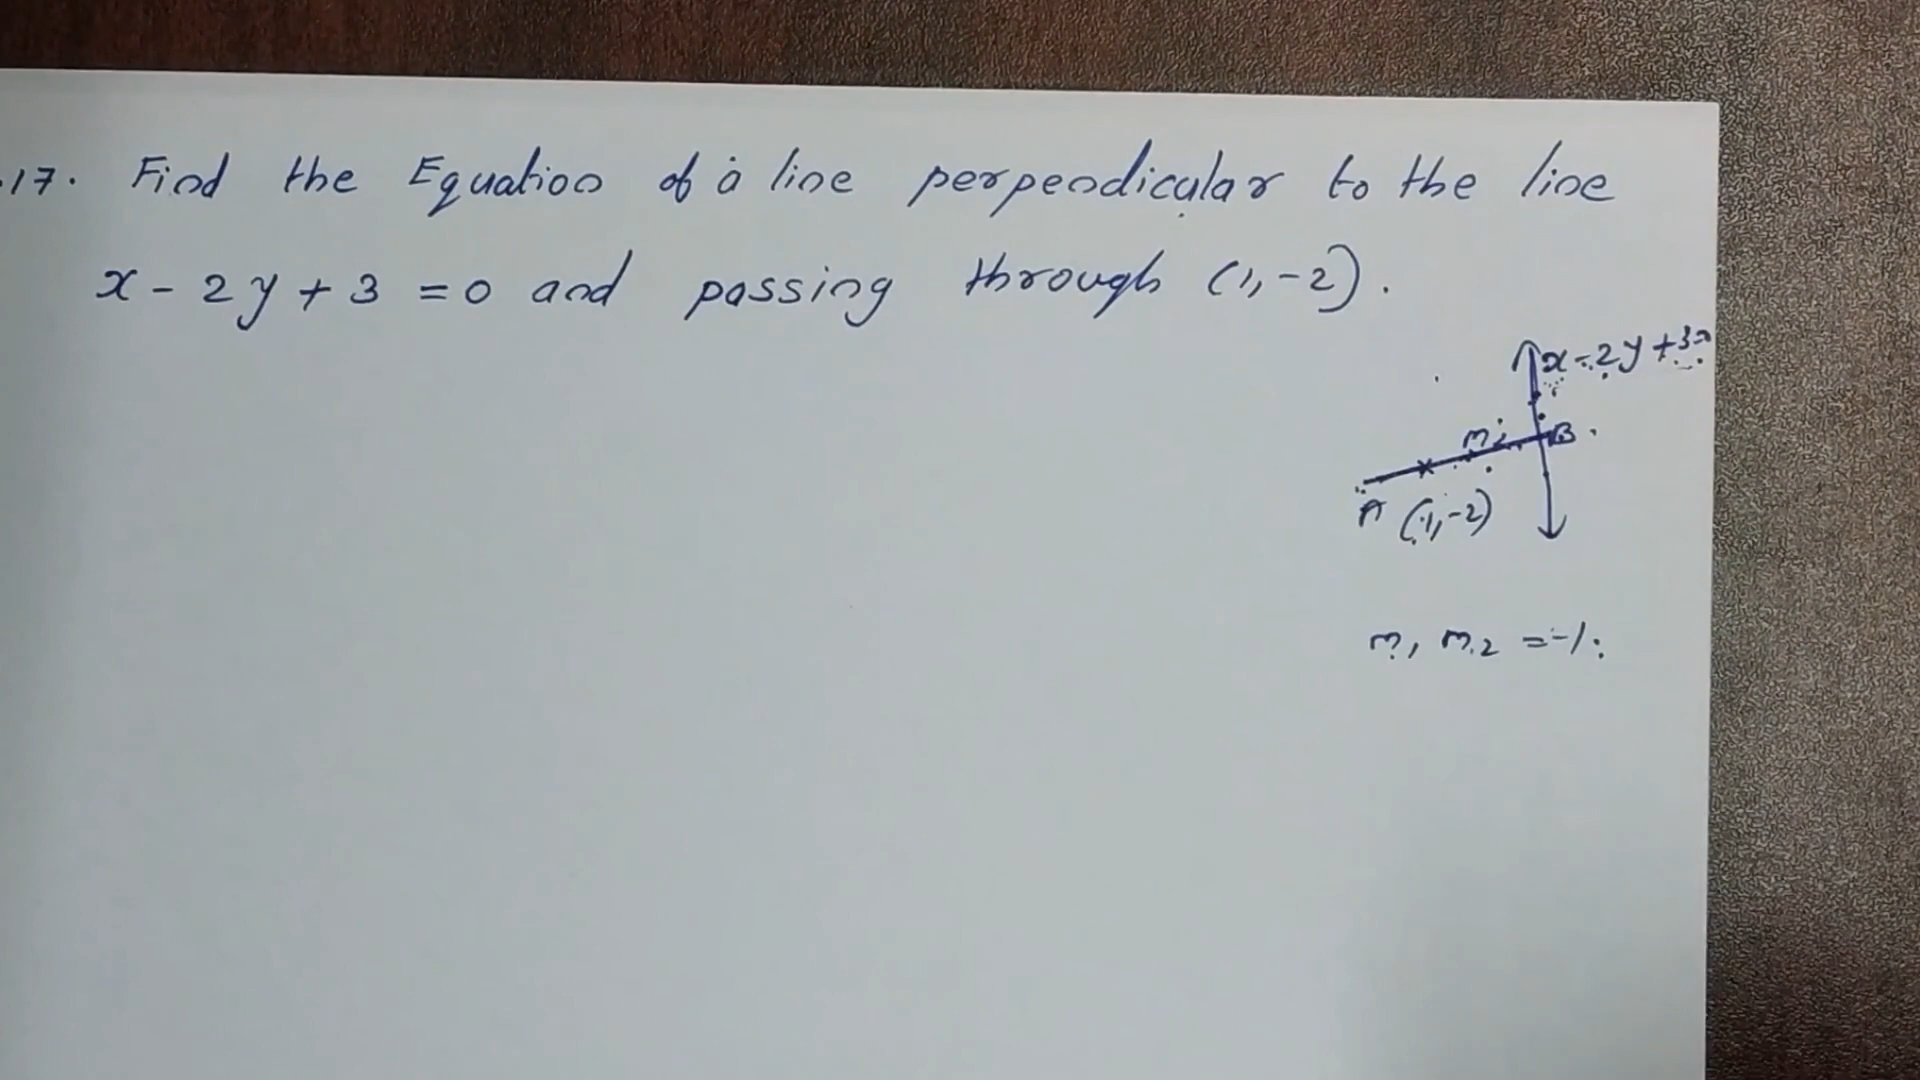 .17. Find the Equation of a line perpendicular to the line
x - 2y + 3 = 0 and passing through (1, -2).
x - 2y + 3 =
m2 B.
A (1, -2)
m1 m2 = -1.